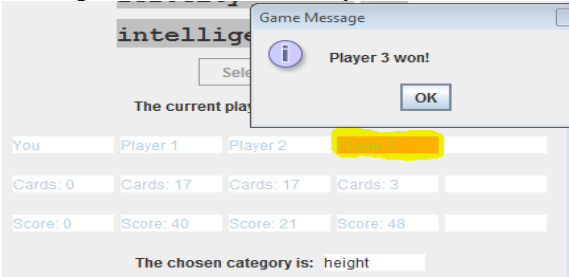 Game Message
intellige
Player 3 won!
Sele
OK
The current play
You Player 1 Player 2 Player 3
Cards: 0 Cards: 17 Cards: 17 Cards: 3
Score: 0 Score: 40 Score: 21 Score: 48
The chosen category is: height